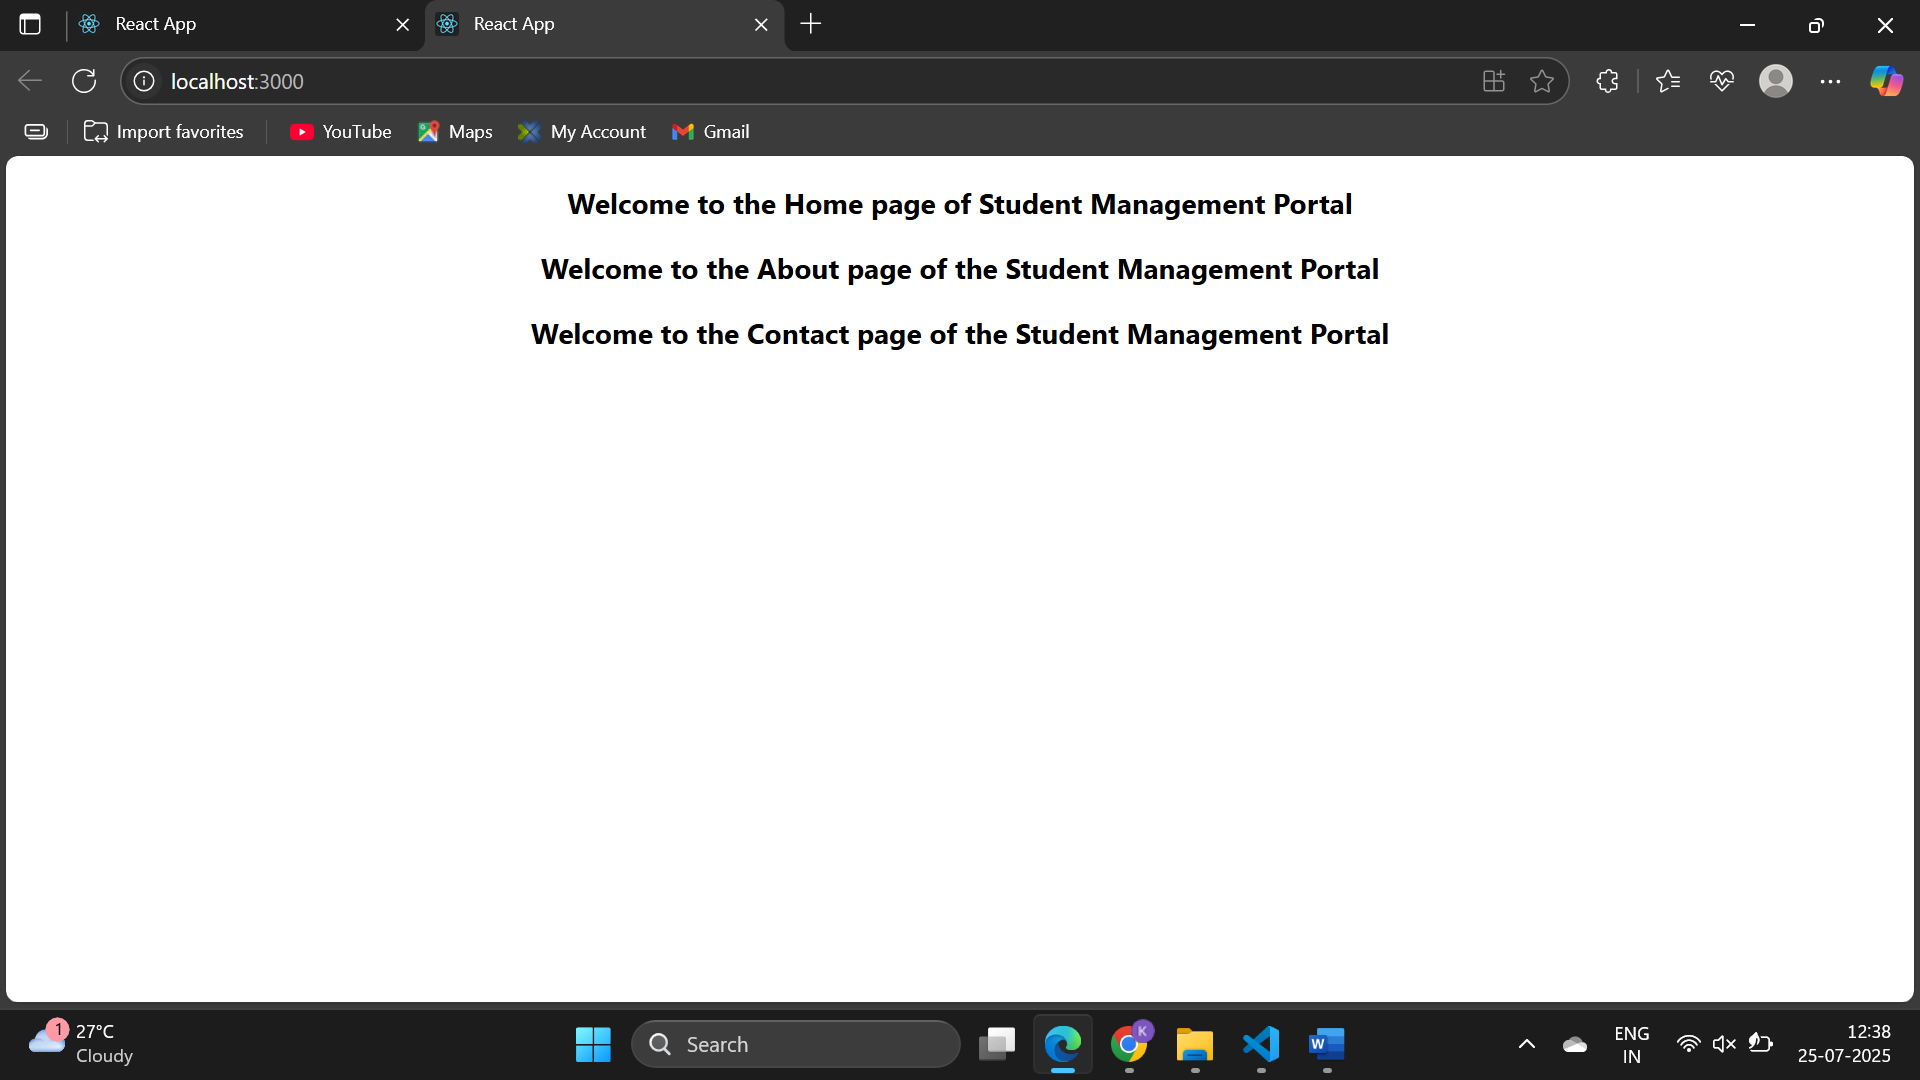 React App
React App
localhost:3000
Import favorites
YouTube
Maps
My Account
Gmail
Welcome to the Home page of Student Management Portal
Welcome to the About page of the Student Management Portal
Welcome to the Contact page of the Student Management Portal
1
27°C
Cloudy
Search
K
W
ENG
IN
12:38
25-07-2025